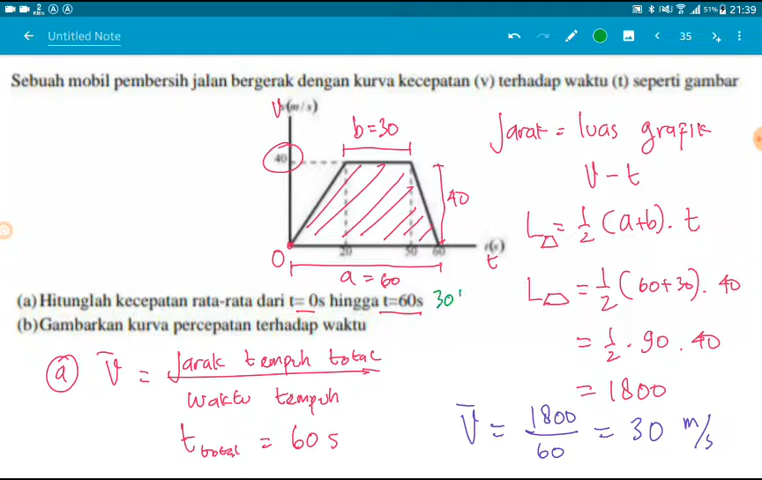 2 KB/s 51% 21:39
Untitled Note 35
Sebuah mobil pembersih jalan bergerak dengan kurva kecepatan (v) terhadap waktu (t) seperti gambar
V v(m/s)
b = 30
40
40
O
20 50 60 t(s)
t
a = 60
Jarak = luas grafik
V - t
L = 1/2 (a+b). t
L = 1/2 (60+30). 40
= 1/2 . 90 . 40
= 1800
(a) Hitunglah kecepatan rata-rata dari t= 0s hingga t=60s 30'
(b)Gambarkan kurva percepatan terhadap waktu
a V̄ = Jarak tempuh total
waktu tempuh
t total = 60 s
V̄ = 1800/60 = 30 m/s